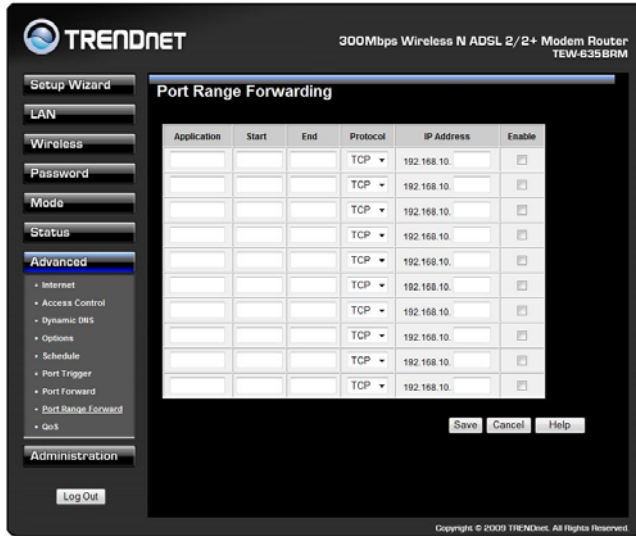 TRENDNET
300Mbps Wireless N ADSL 2/2+ Modem Router
TEW-635BRM
Setup Wizard
LAN
Wireless
Password
Mode
Status
Advanced
• Internet
• Access Control
• Dynamic DNS
• Options
• Schedule
• Port Trigger
• Port Forward
• Port Range Forward
• QoS
Administration
Log Out
Port Range Forwarding
Application Start End Protocol IP Address Enable
TCP 192.168.10.
TCP 192.168.10.
TCP 192.168.10.
TCP 192.168.10.
TCP 192.168.10.
TCP 192.168.10.
TCP 192.168.10.
TCP 192.168.10.
TCP 192.168.10.
TCP 192.168.10.
Save Cancel Help
Copyright © 2009 TRENDnet. All Rights Reserved.